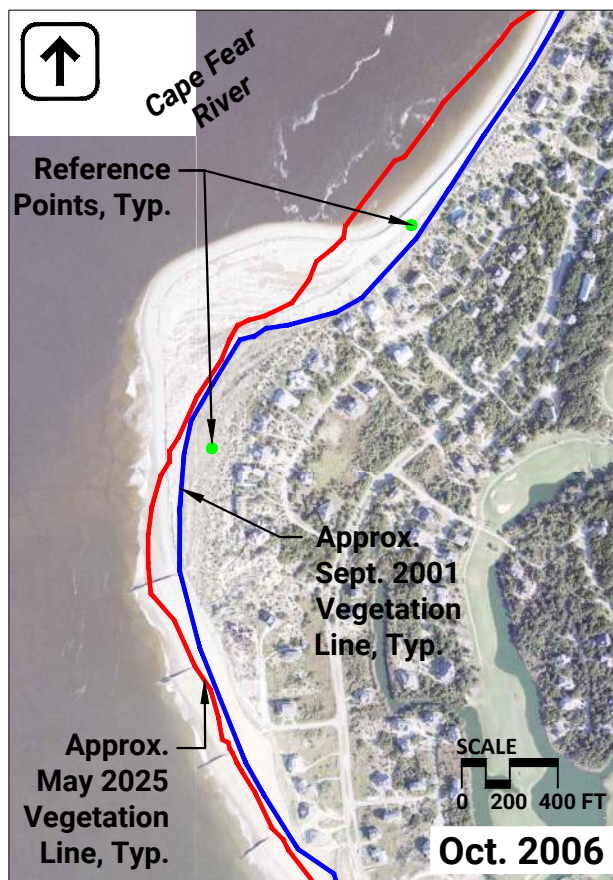 Cape Fear
River
Reference
Points, Typ.
Approx.
Sept. 2001
Vegetation
Line, Typ.
Approx.
May 2025
Vegetation
Line, Typ.
SCALE
0 200 400 FT
Oct. 2006